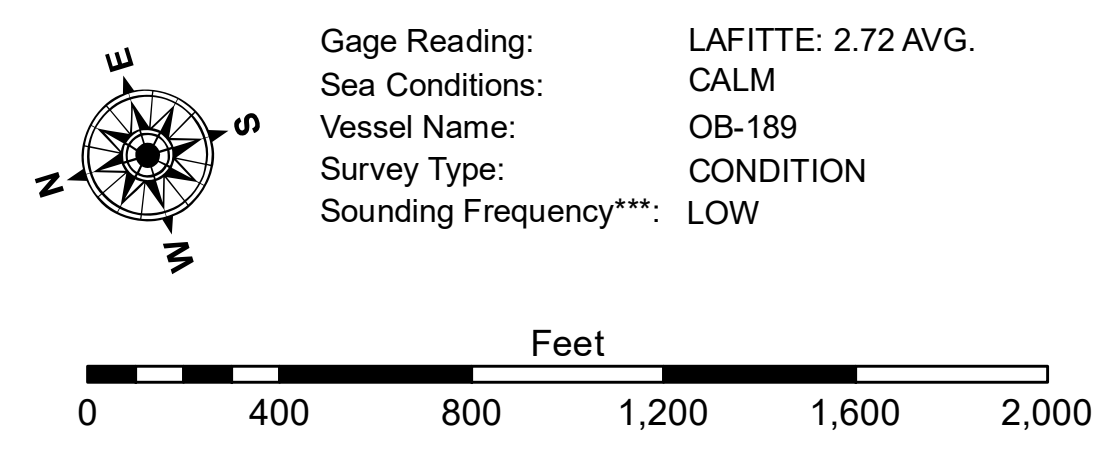 E
S
N
W
Gage Reading: LAFITTE: 2.72 AVG.
Sea Conditions: CALM
Vessel Name: OB-189
Survey Type: CONDITION
Sounding Frequency***: LOW
Feet
0 400 800 1,200 1,600 2,000